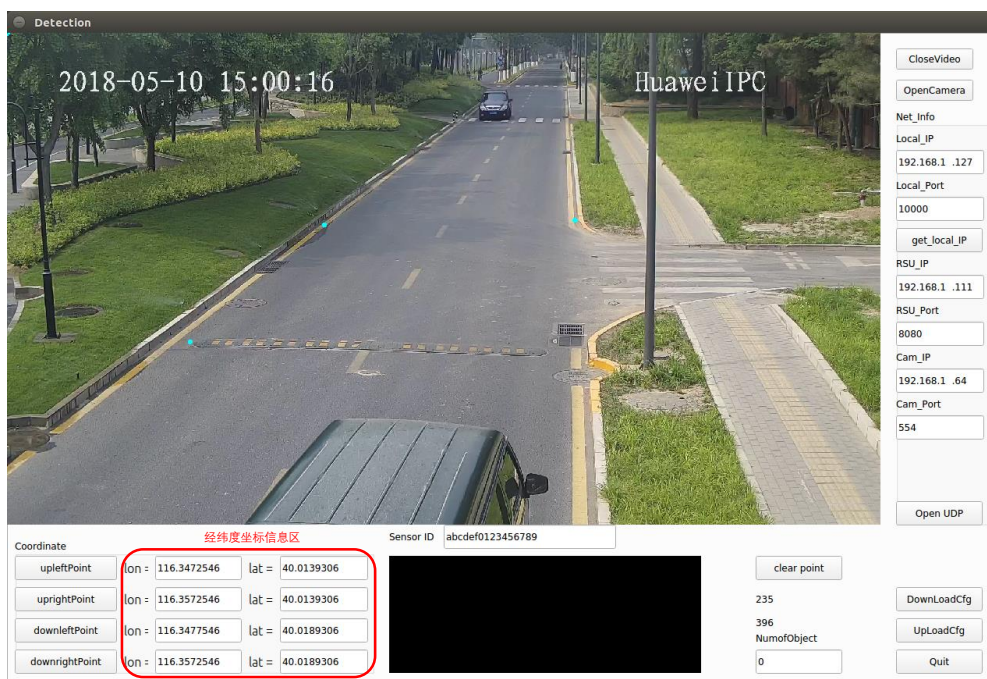 Detection
2018-05-10 15:00:16
HuaweiIPC
CloseVideo
OpenCamera
Net_Info
Local_IP
192.168.1 .127
Local_Port
10000
get_local_IP
RSU_IP
192.168.1 .111
RSU_Port
8080
Cam_IP
192.168.1 .64
Cam_Port
554
Open UDP
Coordinate
经纬度坐标信息区
Sensor ID abcdef0123456789
upleftPoint lon = 116.3472546 lat = 40.0139306
uprightPoint lon = 116.3572546 lat = 40.0139306
downleftPoint lon = 116.3477546 lat = 40.0189306
downrightPoint lon = 116.3572546 lat = 40.0189306
clear point
235
396
NumofObject
0
DownLoadCfg
UpLoadCfg
Quit